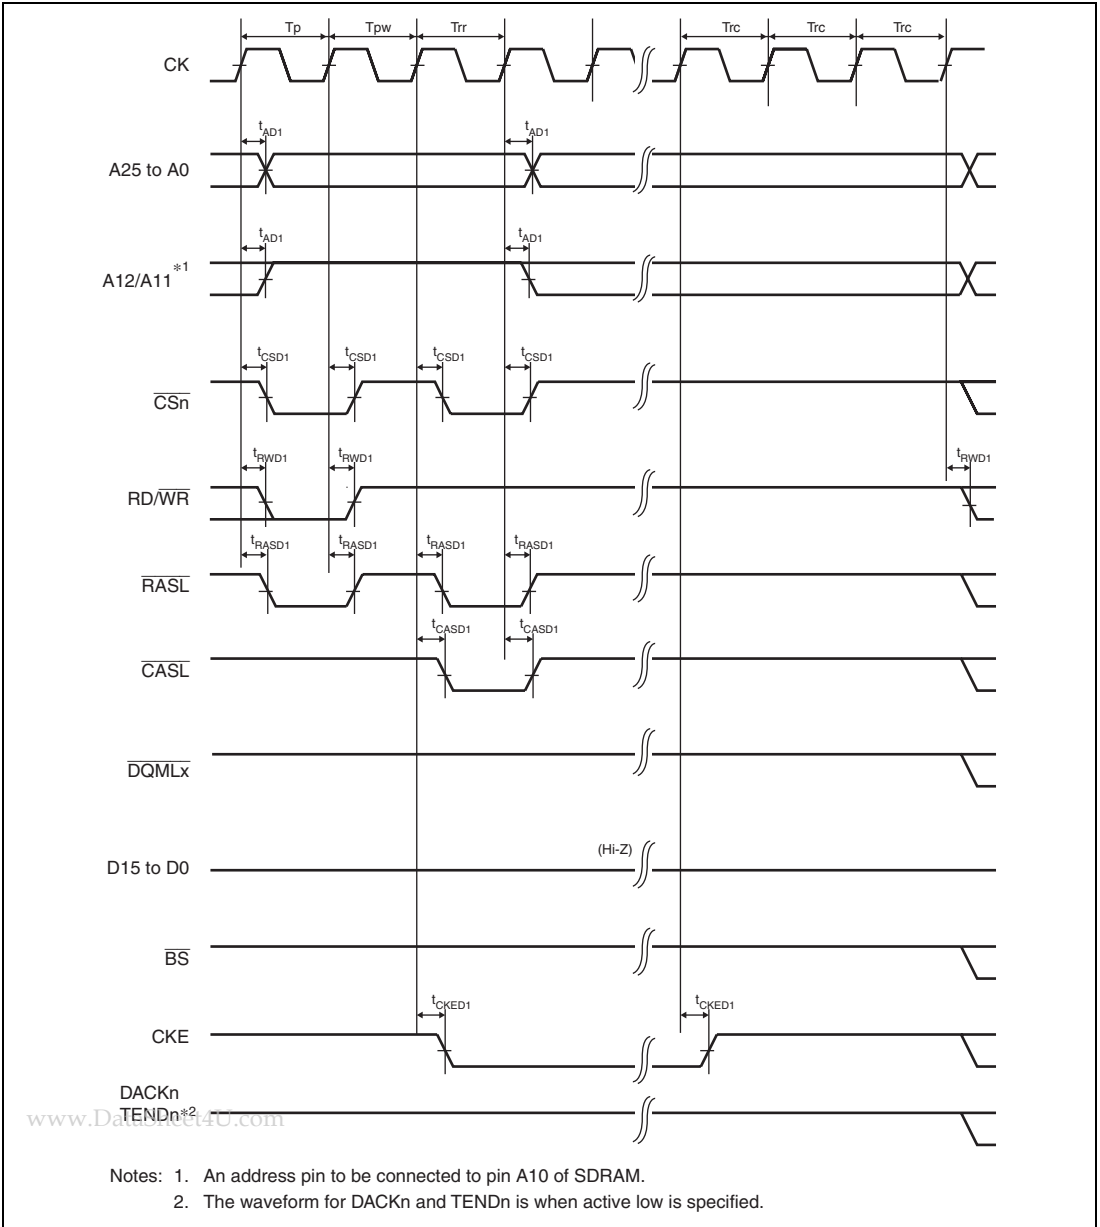 Tp Tpw Trr Trc Trc Trc
CK
tAD1 tAD1
A25 to A0
tAD1 tAD1
A12/A11*1
tCSD1 tCSD1 tCSD1 tCSD1
CSn
tRWD1 tRWD1 tRWD1
RD/WR
tRASD1 tRASD1 tRASD1 tRASD1
RASL
tCASD1 tCASD1
CASL
DQMLx
(Hi-Z)
D15 to D0
BS
tCKED1 tCKED1
CKE
DACKn
TENDn*2
www.DataSheet4U.com
Notes: 1. An address pin to be connected to pin A10 of SDRAM.
2. The waveform for DACKn and TENDn is when active low is specified.